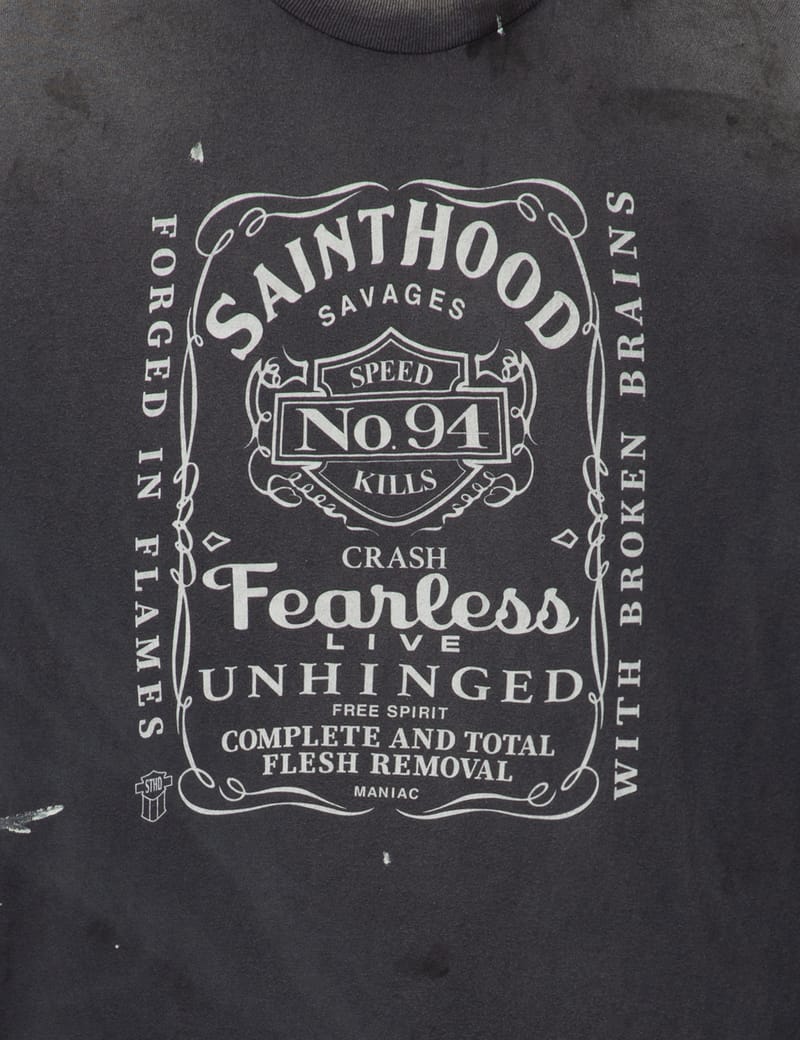 SAINTHOOD
SAVAGES
SPEED
No. 94
KILLS
CRASH
Fearless
LIVE
UNHINGED
FREE SPIRIT
COMPLETE AND TOTAL
FLESH REMOVAL
MANIAC
FORGED IN FLAMES
WITH BROKEN BRAINS
STHD